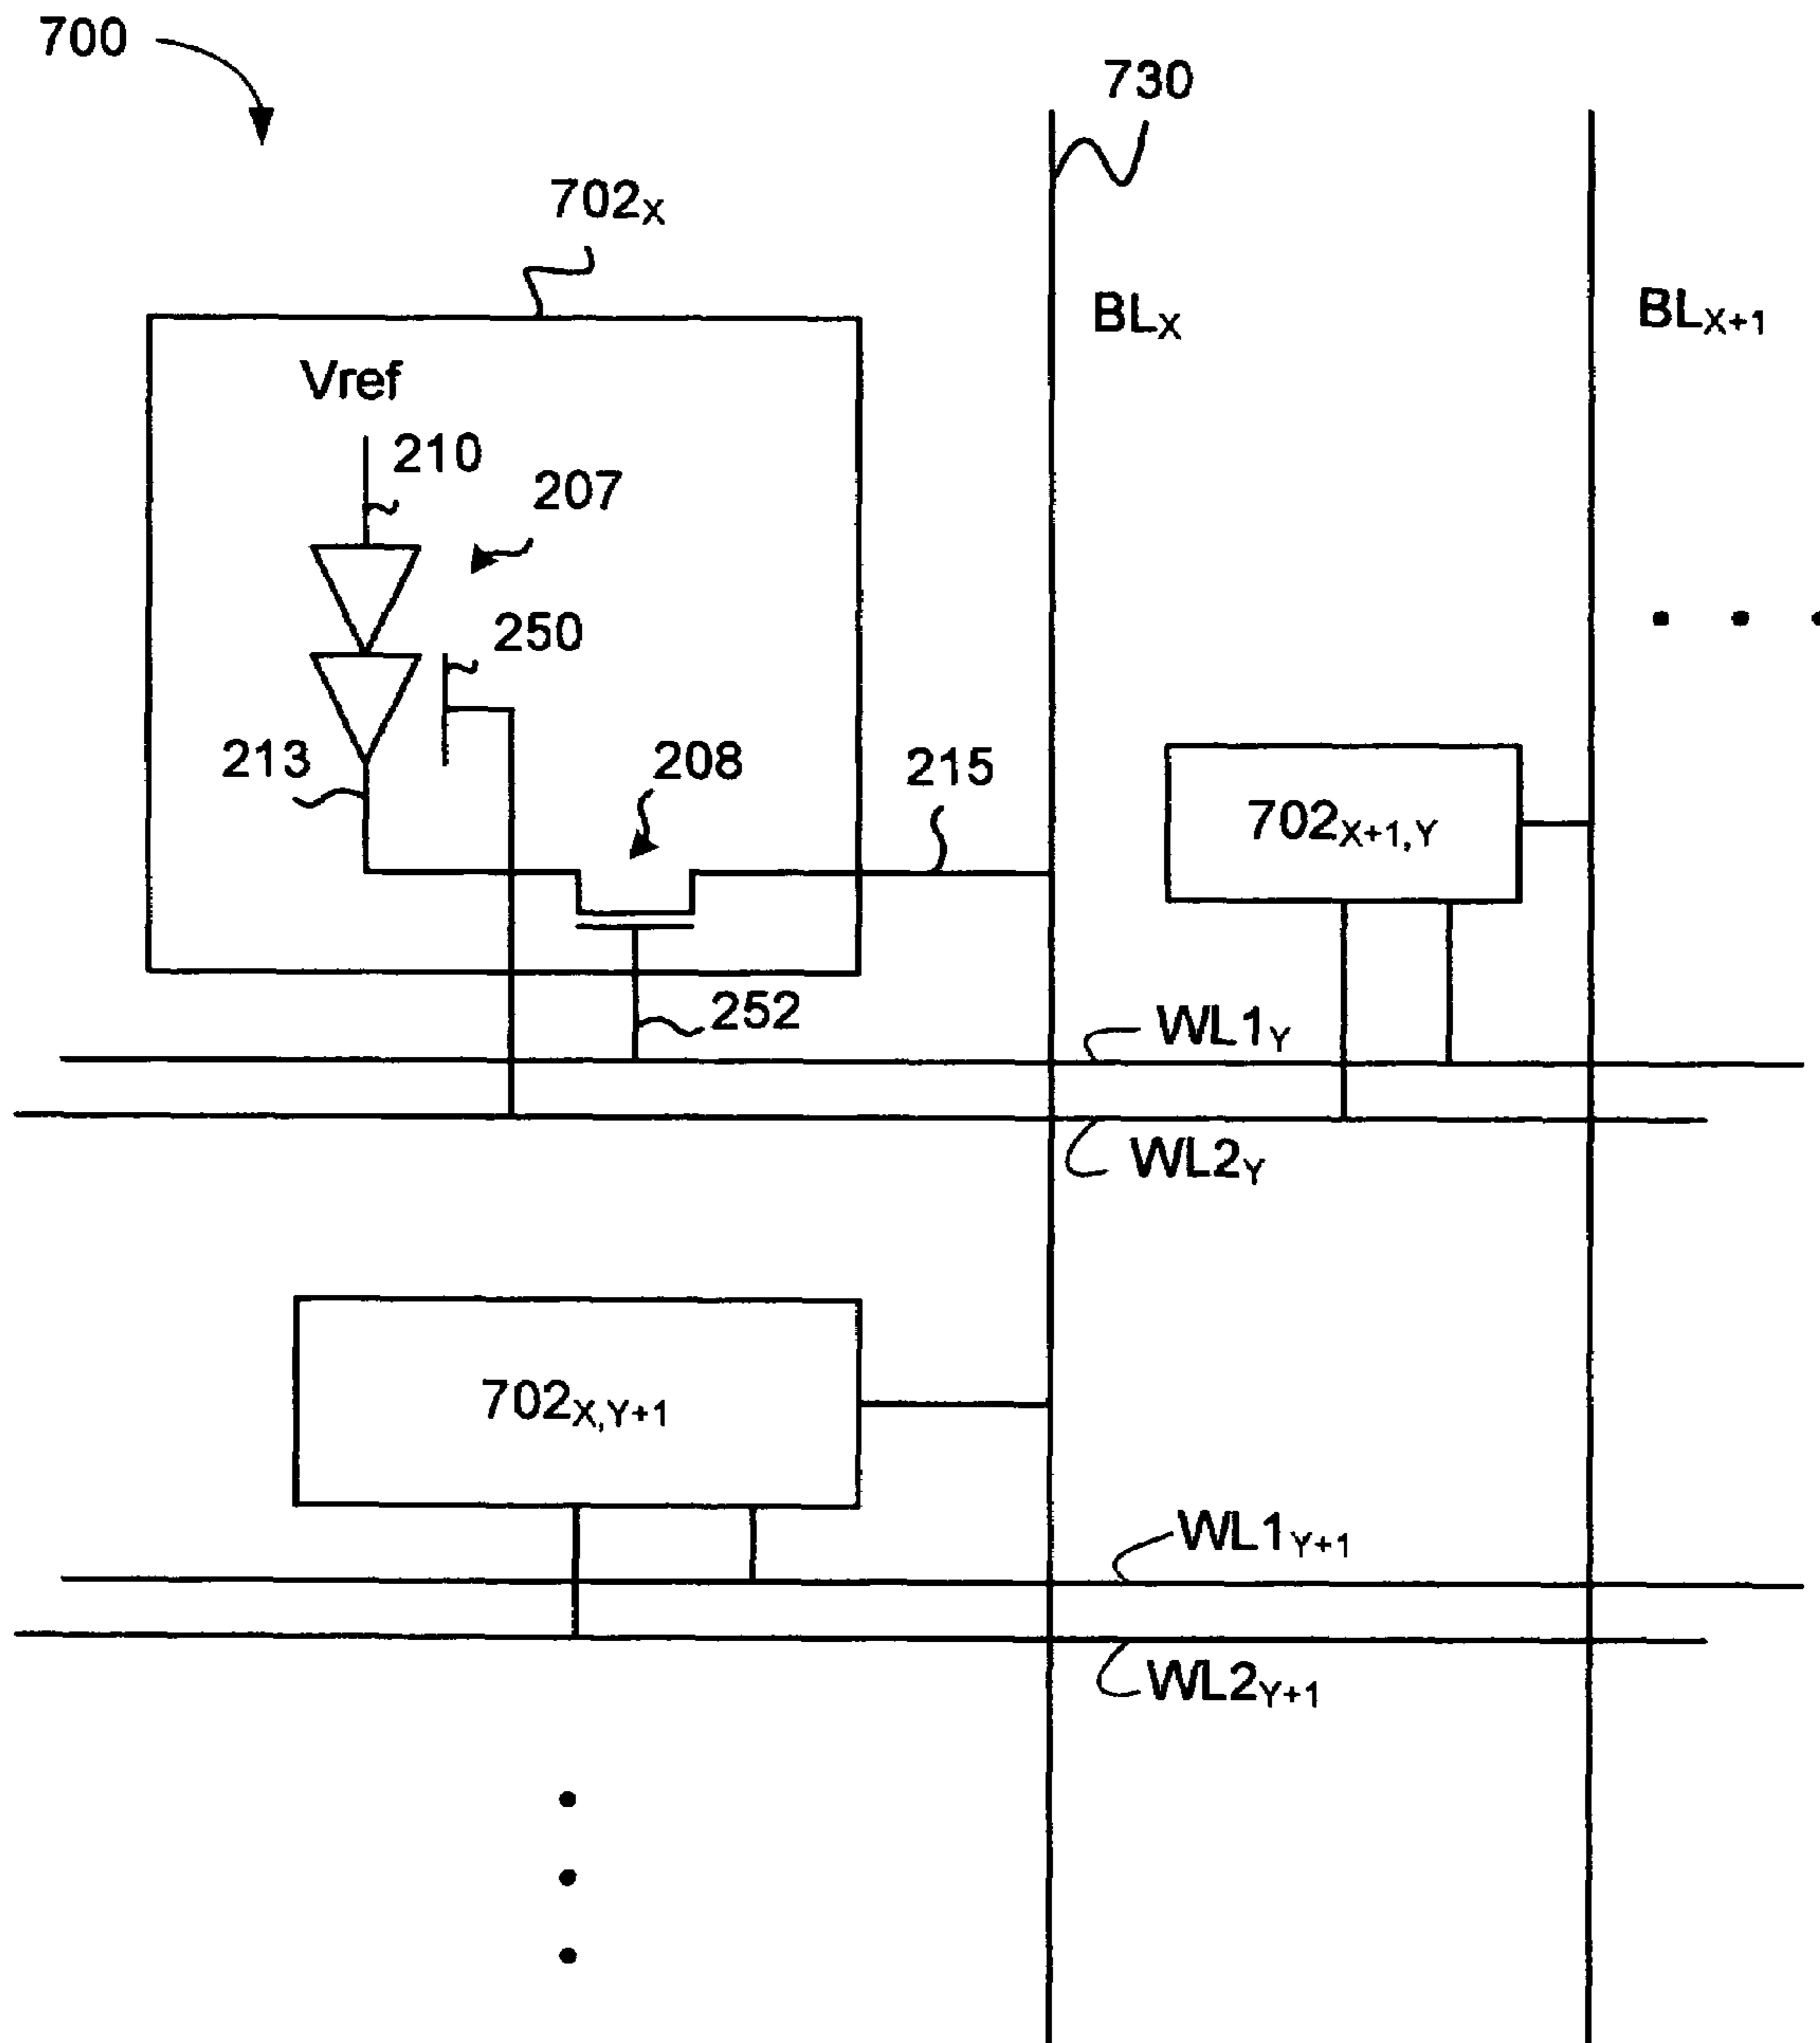 700
730
702X
BLX
BLX+1
Vref
210
207
250
213
208
215
702X+1, Y
252
WL1Y
WL2Y
702X, Y+1
WL1Y+1
WL2Y+1